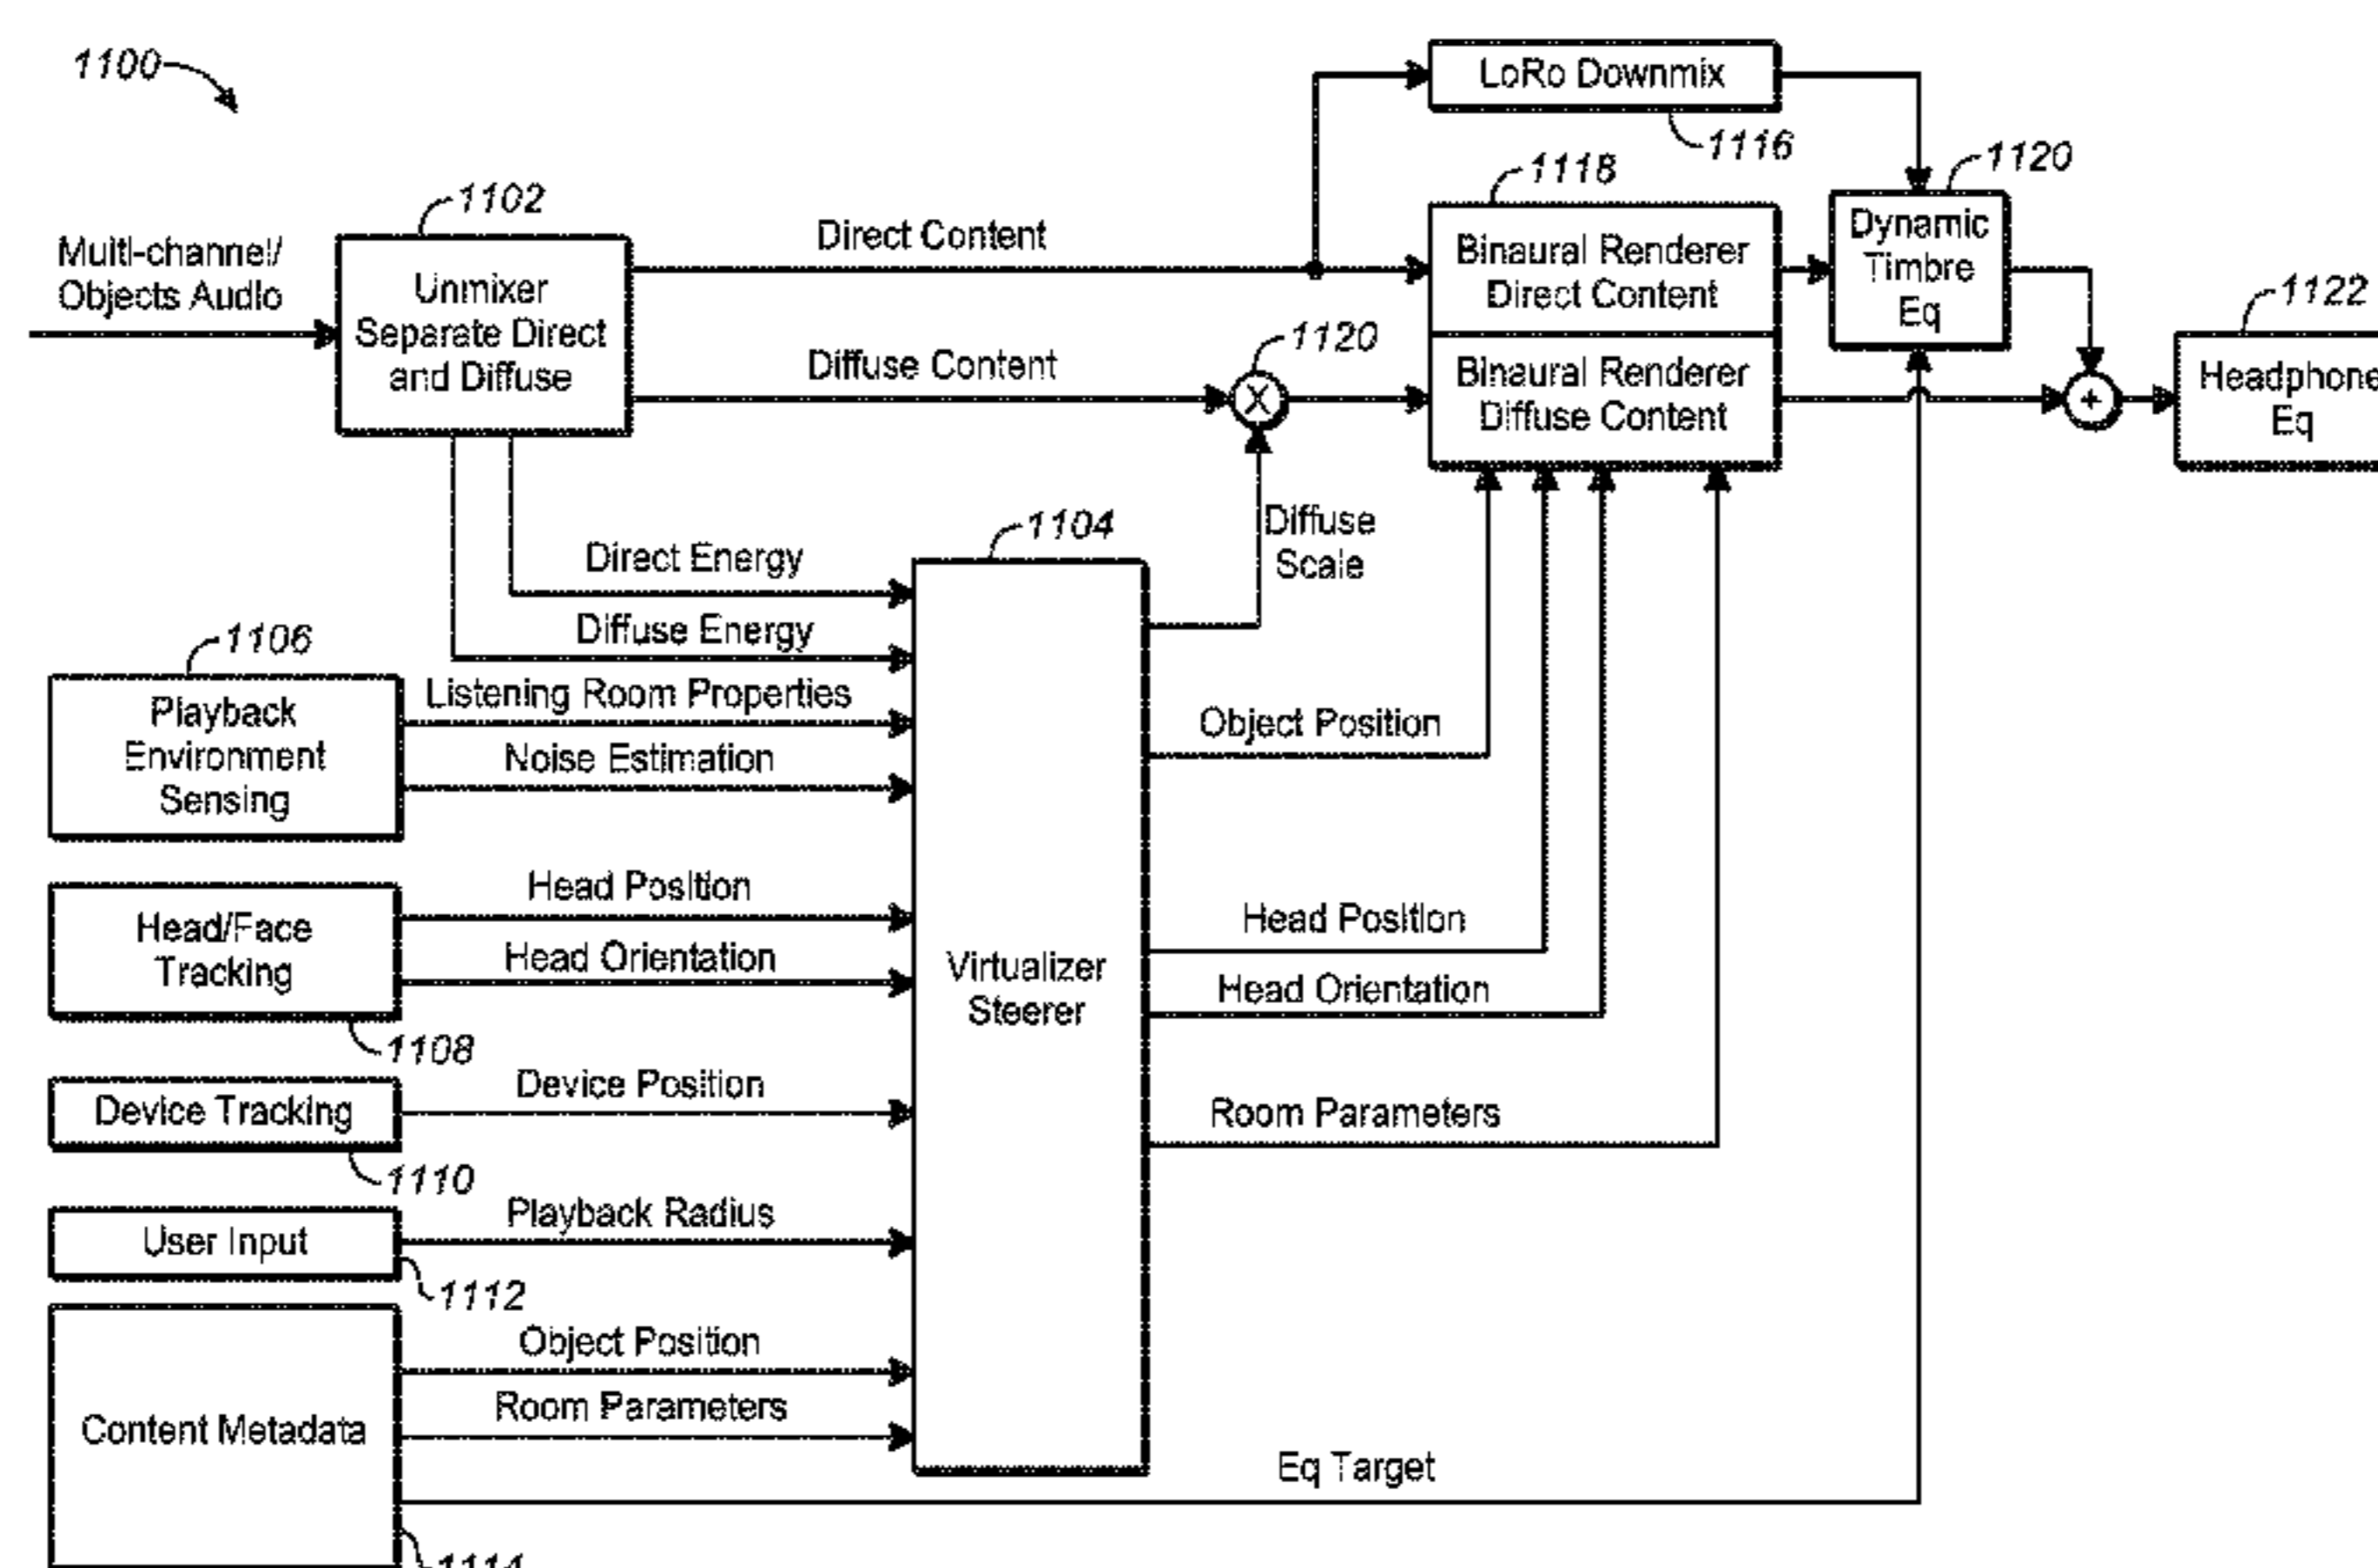 1100
LoRo Downmix
1116
1118
1120
1102
Multi-channel/
Objects Audio
Unmixer
Separate Direct
and Diffuse
Direct Content
Binaural Renderer
Direct Content
Dynamic
Timbre
Eq
1122
Diffuse Content
1120
Binaural Renderer
Diffuse Content
+
Headphone
Eq
X
1104
Diffuse
Scale
Direct Energy
Diffuse Energy
1106
Playback
Environment
Sensing
Listening Room Properties
Noise Estimation
Object Position
Head/Face
Tracking
Head Position
Head Orientation
1108
Virtualizer
Steerer
Head Position
Head Orientation
Device Tracking
Device Position
1110
Room Parameters
User Input
Playback Radius
1112
Content Metadata
Object Position
Room Parameters
Eq Target
1114